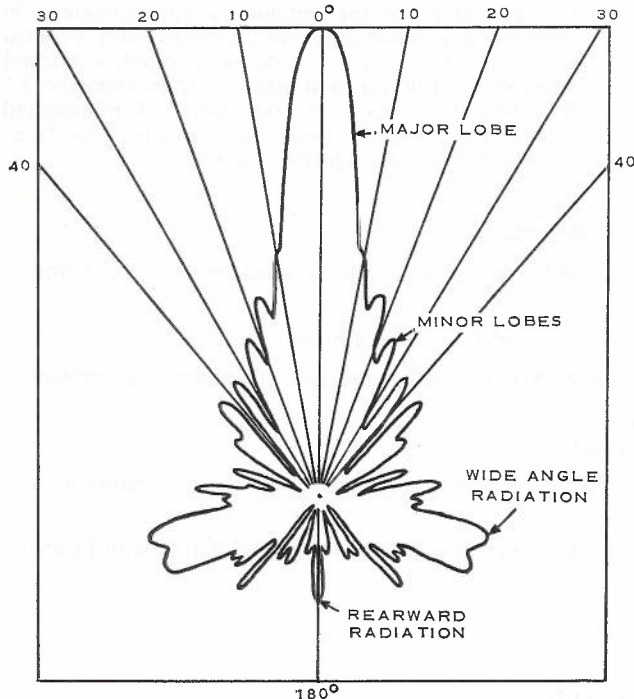 30 20 10 0° 10 20 30
MAJOR LOBE
40 40
MINOR LOBES
WIDE ANGLE
RADIATION
REARWARD
RADIATION
180°